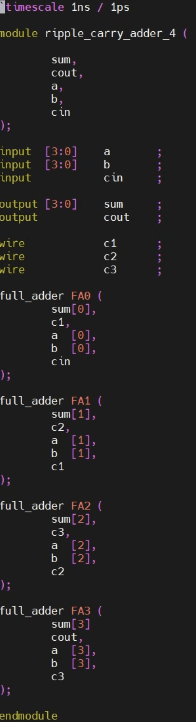 `timescale 1ns / 1ps
module ripple_carry_adder_4 (
sum,
cout,
a,
b,
cin
);
input [3:0] a ;
input [3:0] b ;
input cin ;
output [3:0] sum ;
output cout ;
wire c1 ;
wire c2 ;
wire c3 ;
full_adder FA0 (
sum[0],
c1,
a [0],
b [0],
cin
);
full_adder FA1 (
sum[1],
c2,
a [1],
b [1],
c1
);
full_adder FA2 (
sum[2],
c3,
a [2],
b [2],
c2
);
full_adder FA3 (
sum[3]
cout,
a [3],
b [3],
c3
);
endmodule